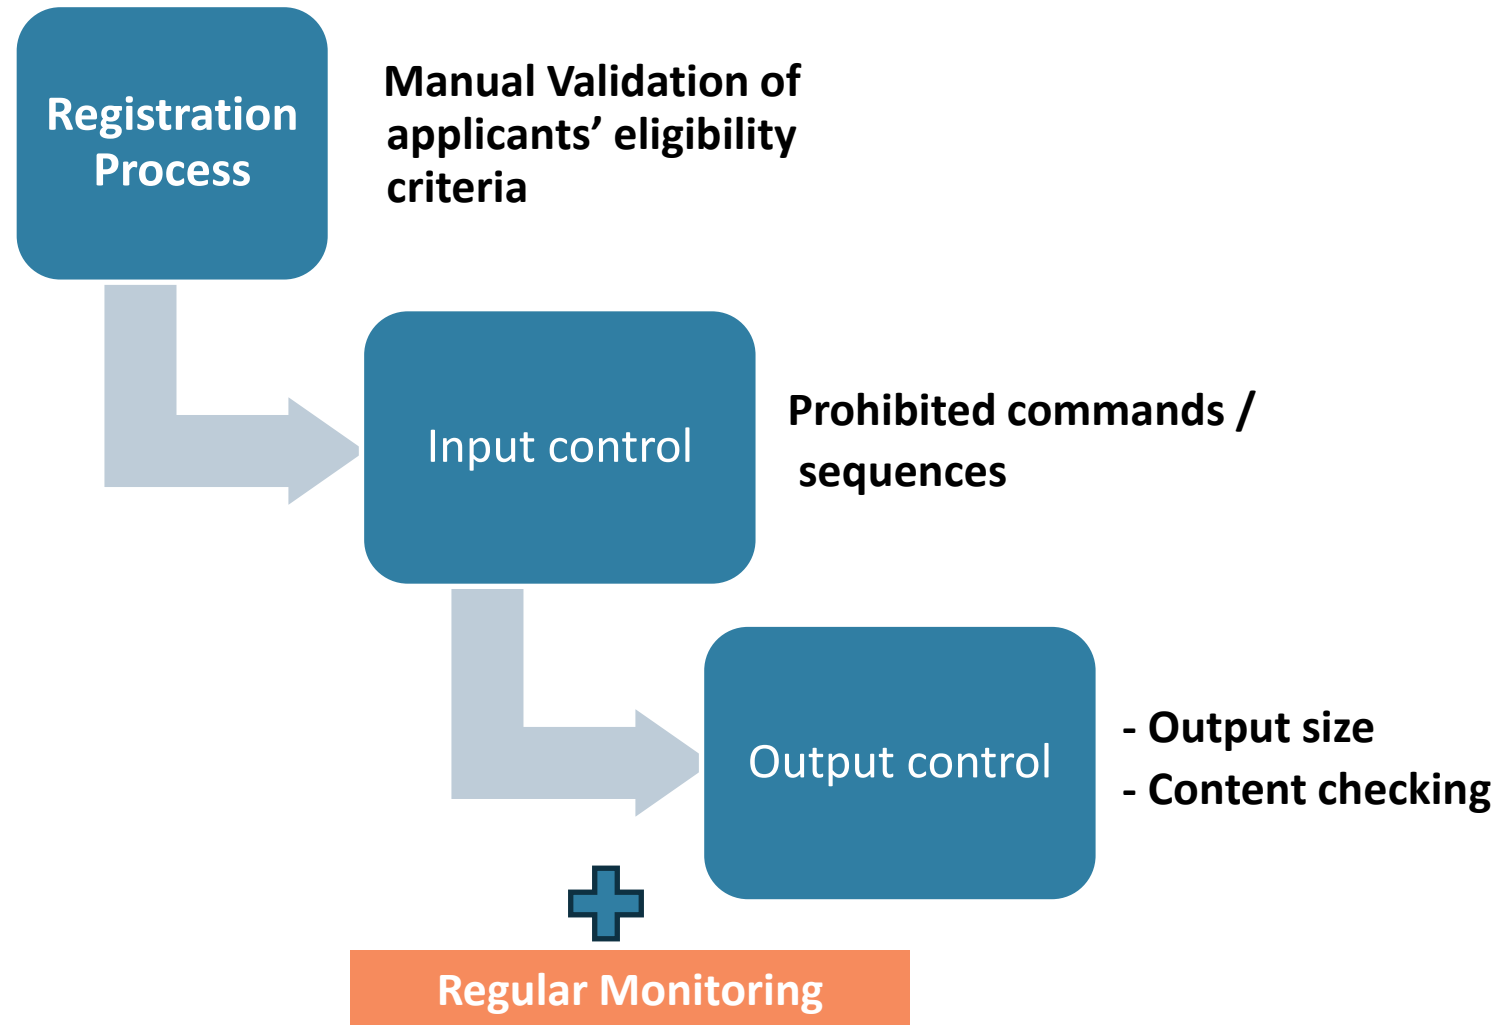 Registration
Process
Manual Validation of
applicants’ eligibility
criteria
Input control
Prohibited commands /
sequences
Output control
- Output size
- Content checking
Regular Monitoring